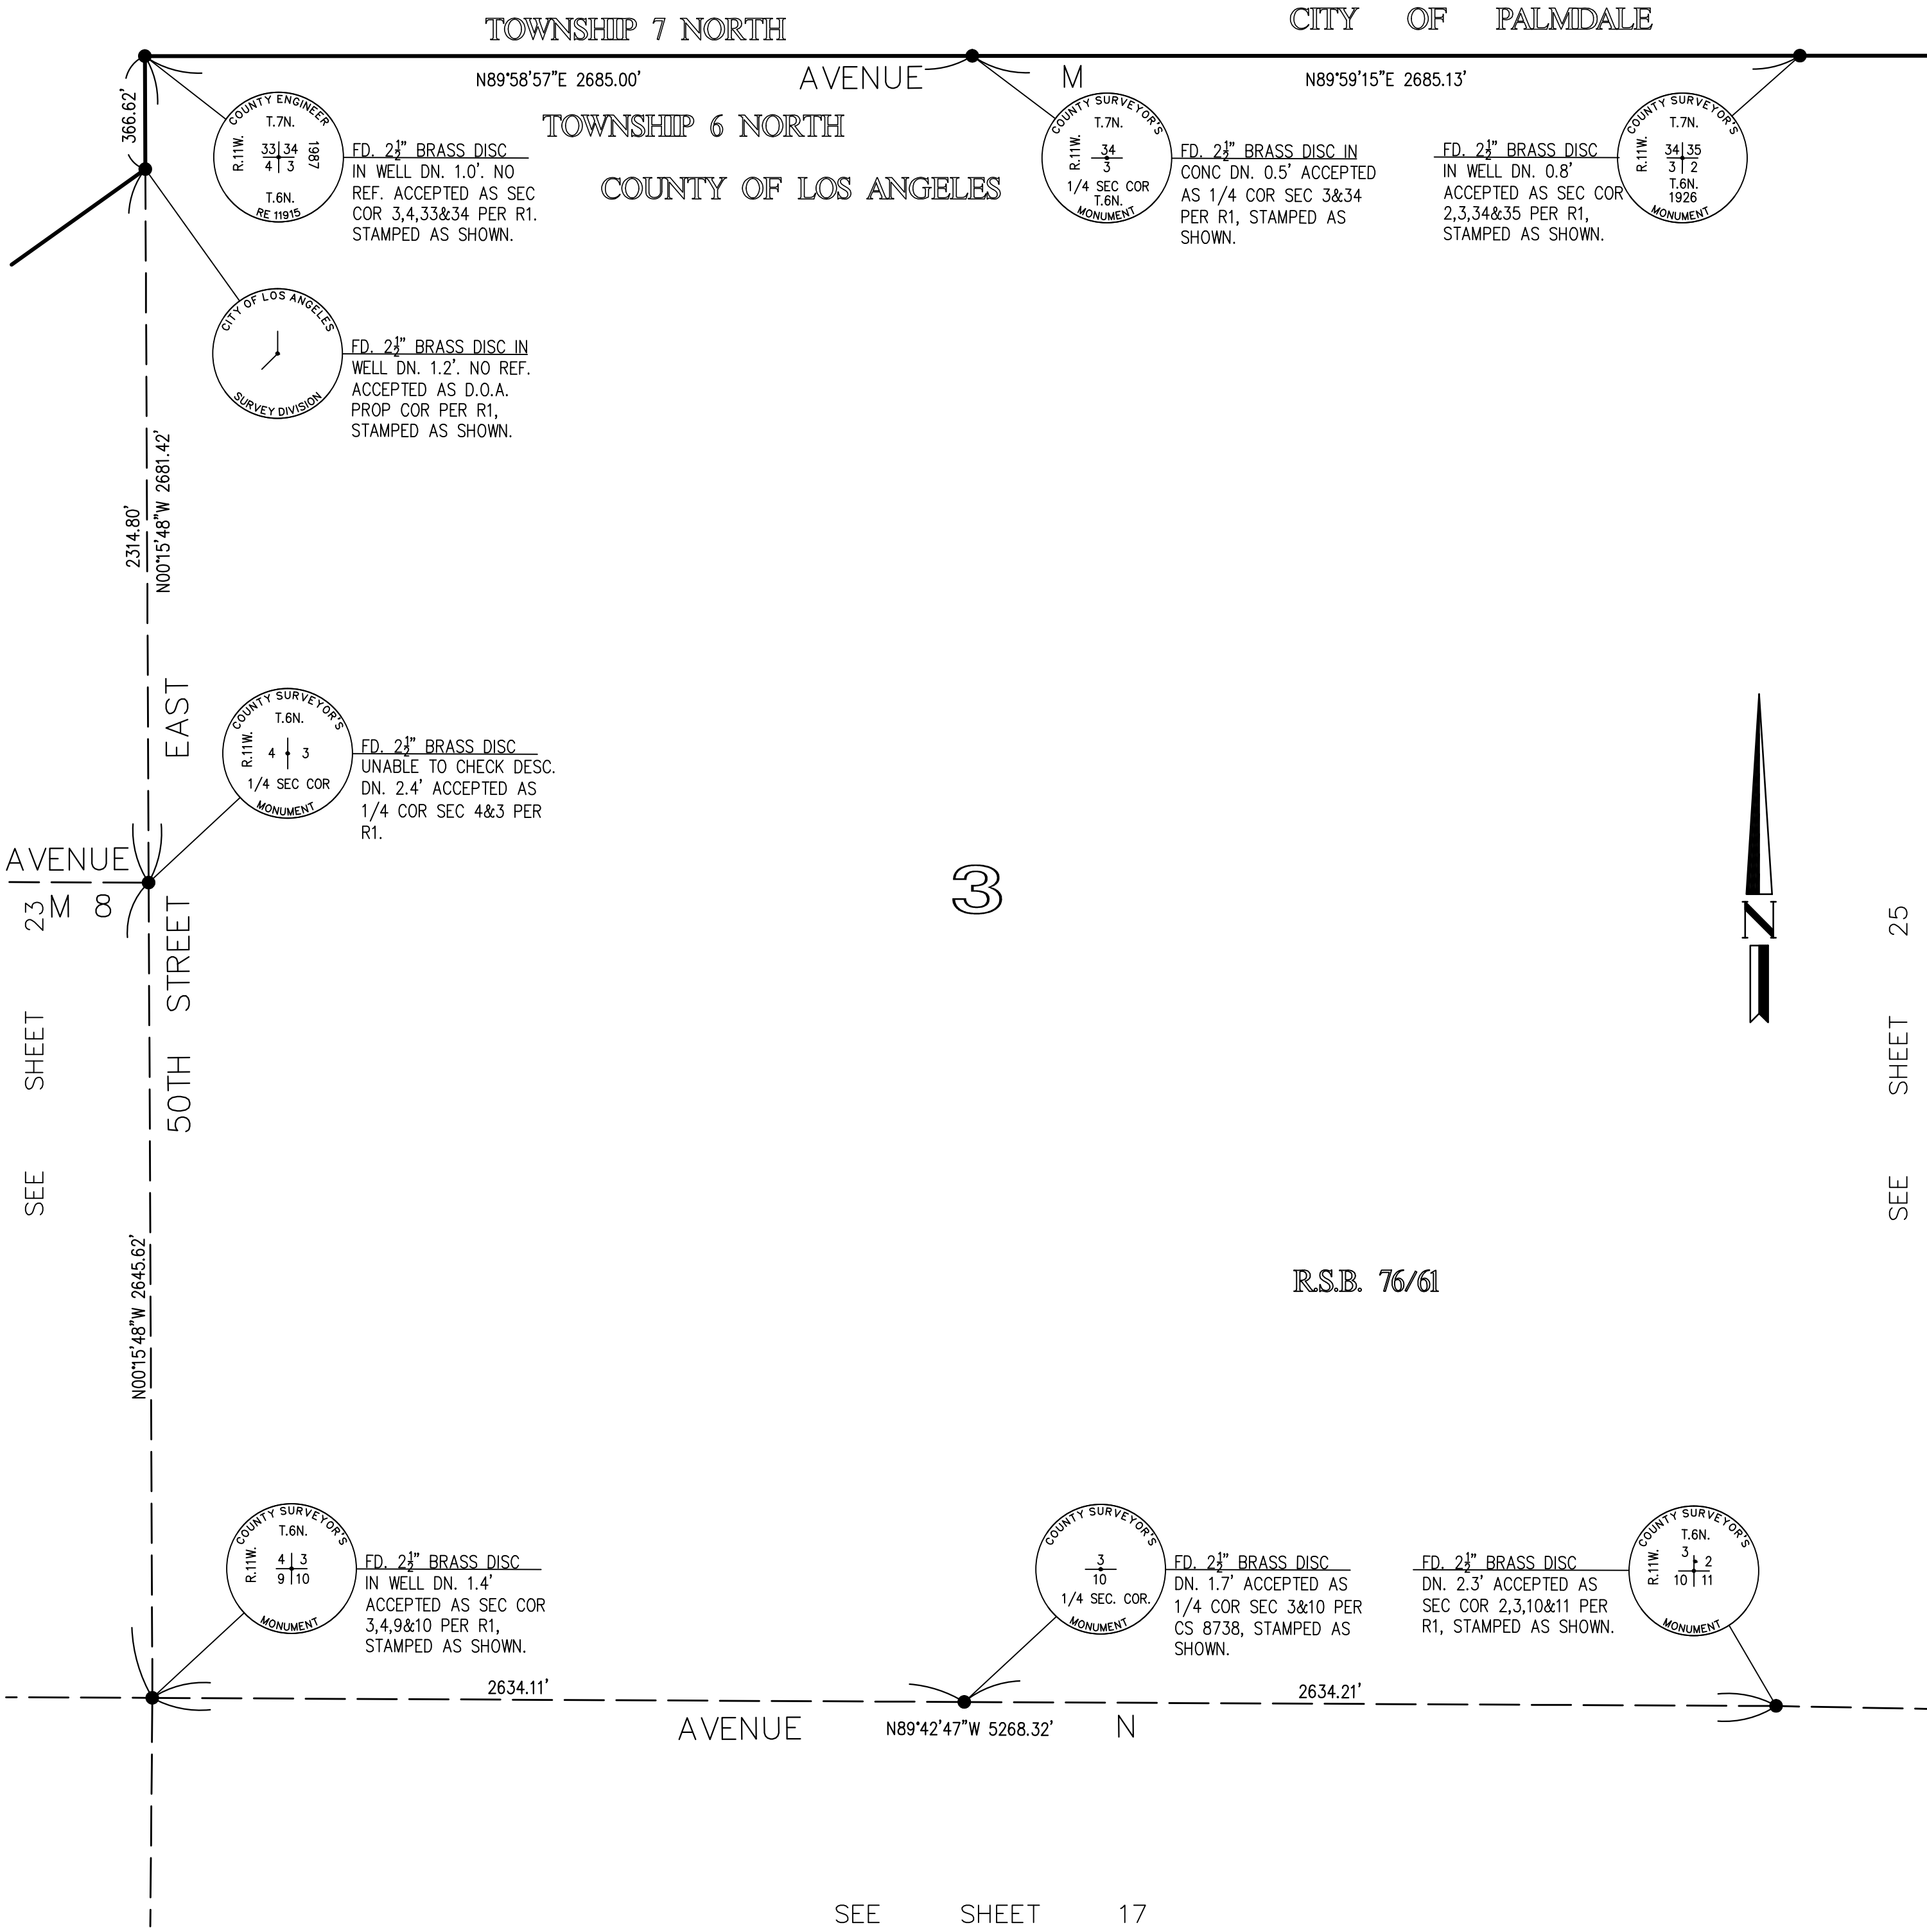 TOWNSHIP 7 NORTH
CITY OF PALMDALE
N89°58'57"E 2685.00'
AVENUE M
N89°59'15"E 2685.13'
366.62'
TOWNSHIP 6 NORTH
COUNTY OF LOS ANGELES
COUNTY ENGINEER
T.7N.
R.11W.
33|34
4|3
1987
T.6N.
RE 11915
FD. 2½" BRASS DISC
IN WELL DN. 1.0'. NO
REF. ACCEPTED AS SEC
COR 3,4,33&34 PER R1.
STAMPED AS SHOWN.
COUNTY SURVEYOR'S
T.7N.
R.11W.
34
3
1/4 SEC COR
T.6N.
MONUMENT
FD. 2½" BRASS DISC IN
CONC DN. 0.5' ACCEPTED
AS 1/4 COR SEC 3&34
PER R1, STAMPED AS
SHOWN.
FD. 2½" BRASS DISC
IN WELL DN. 0.8'
ACCEPTED AS SEC COR
2,3,34&35 PER R1,
STAMPED AS SHOWN.
COUNTY SURVEYOR'S
T.7N.
R.11W.
34|35
3|2
T.6N.
1926
MONUMENT
CITY OF LOS ANGELES
SURVEY DIVISION
FD. 2½" BRASS DISC IN
WELL DN. 1.2'. NO REF.
ACCEPTED AS D.O.A.
PROP COR PER R1,
STAMPED AS SHOWN.
2314.80'
N00°15'48"W 2681.42'
COUNTY SURVEYOR'S
T.6N.
R.11W.
4 3
1/4 SEC COR
MONUMENT
FD. 2½" BRASS DISC
UNABLE TO CHECK DESC.
DN. 2.4' ACCEPTED AS
1/4 COR SEC 4&3 PER
R1.
AVENUE
M 8
50TH STREET EAST
3
N
SEE SHEET 23
SEE SHEET 25
N00°15'48"W 2645.62'
R.S.B. 76/61
COUNTY SURVEYOR'S
T.6N.
R.11W.
4|3
9|10
MONUMENT
FD. 2½" BRASS DISC
IN WELL DN. 1.4'
ACCEPTED AS SEC COR
3,4,9&10 PER R1,
STAMPED AS SHOWN.
COUNTY SURVEYOR'S
3
10
1/4 SEC. COR.
MONUMENT
FD. 2½" BRASS DISC
DN. 1.7' ACCEPTED AS
1/4 COR SEC 3&10 PER
CS 8738, STAMPED AS
SHOWN.
FD. 2½" BRASS DISC
DN. 2.3' ACCEPTED AS
SEC COR 2,3,10&11 PER
R1, STAMPED AS SHOWN.
COUNTY SURVEYOR'S
T.6N.
R.11W.
3|2
10|11
MONUMENT
2634.11'
2634.21'
AVENUE N
N89°42'47"W 5268.32'
SEE SHEET 17